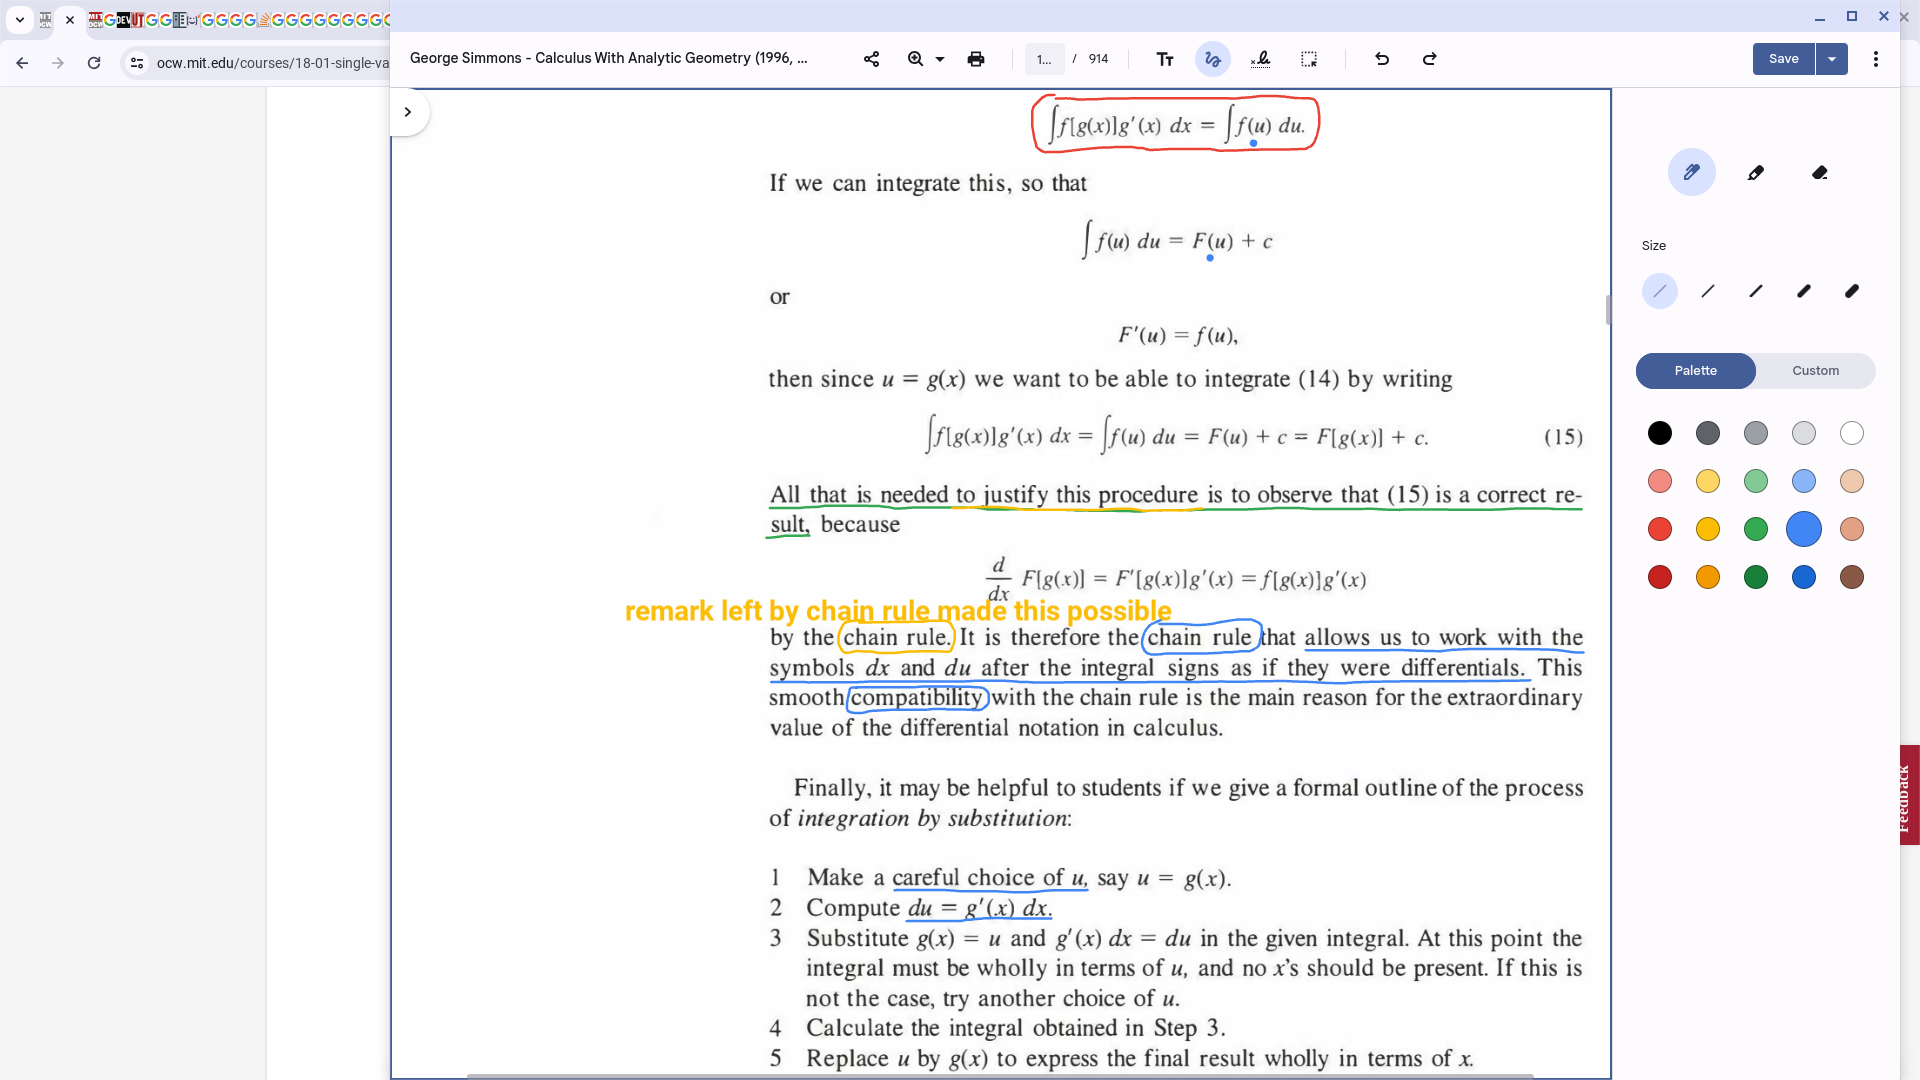 ocw.mit.edu/courses/18-01-single-va
George Simmons - Calculus With Analytic Geometry (1996, ...
1... / 914
Save
∫f[g(x)]g′(x) dx = ∫f(u) du.
If we can integrate this, so that
∫f(u) du = F(u) + c
or
F′(u) = f(u),
then since u = g(x) we want to be able to integrate (14) by writing
∫f[g(x)]g′(x) dx = ∫f(u) du = F(u) + c = F[g(x)] + c. (15)
All that is needed to justify this procedure is to observe that (15) is a correct re-
sult, because
d/dx F[g(x)] = F′[g(x)]g′(x) = f[g(x)]g′(x)
remark left by chain rule made this possible
by the chain rule. It is therefore the chain rule that allows us to work with the
symbols dx and du after the integral signs as if they were differentials. This
smooth compatibility with the chain rule is the main reason for the extraordinary
value of the differential notation in calculus.
Finally, it may be helpful to students if we give a formal outline of the process
of integration by substitution:
1 Make a careful choice of u, say u = g(x).
2 Compute du = g′(x) dx.
3 Substitute g(x) = u and g′(x) dx = du in the given integral. At this point the
integral must be wholly in terms of u, and no x's should be present. If this is
not the case, try another choice of u.
4 Calculate the integral obtained in Step 3.
5 Replace u by g(x) to express the final result wholly in terms of x.
Size
Palette
Custom
Feedback